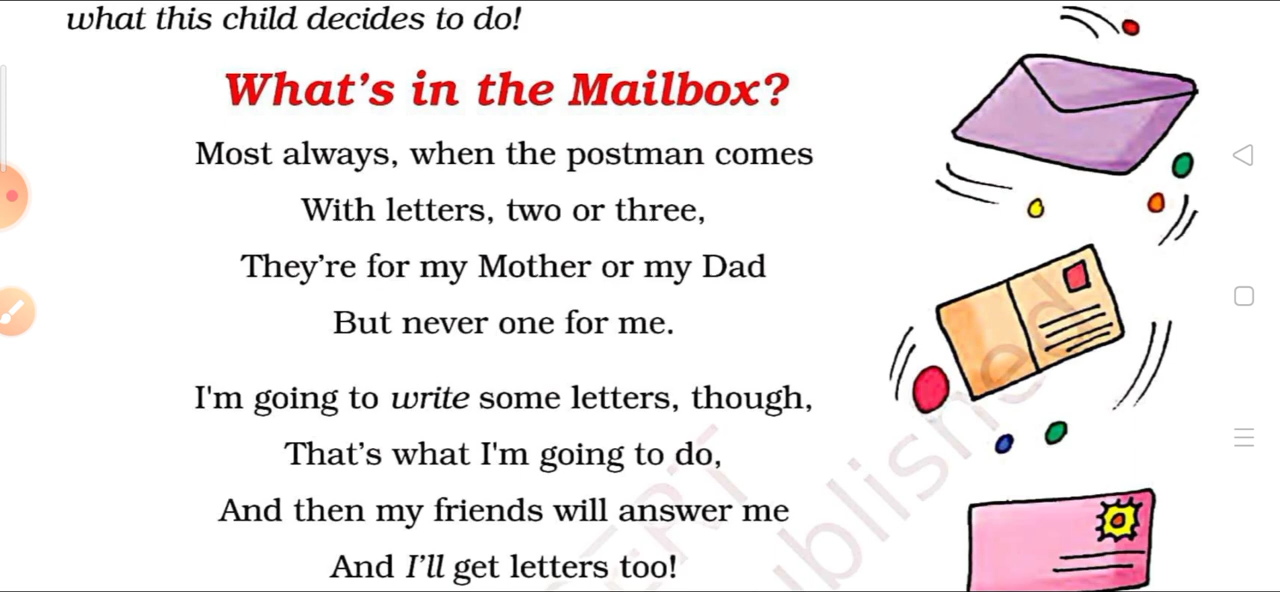 what this child decides to do!
What's in the Mailbox?
Most always, when the postman comes
With letters, two or three,
They're for my Mother or my Dad
But never one for me.
I'm going to write some letters, though,
That's what I'm going to do,
And then my friends will answer me
And I'll get letters too!